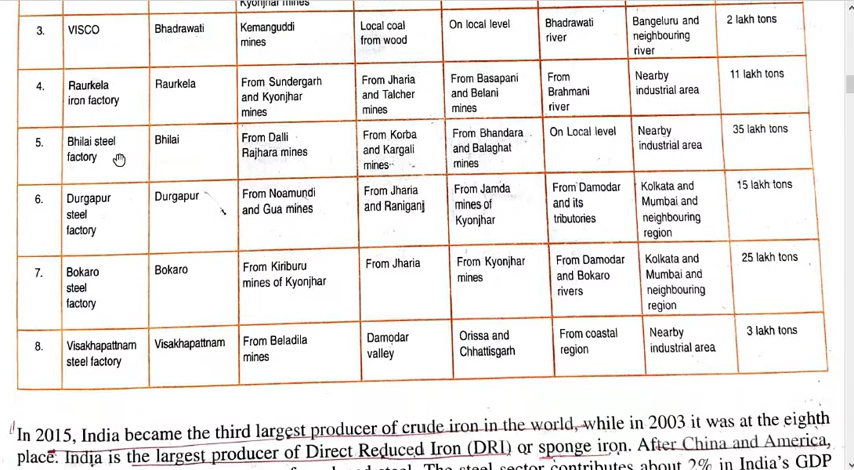 Kyonjhar mines
3.
VISCO
Bhadrawati
Kemanguddi
mines
Local coal
from wood
On local level
Bhadrawati
river
Bangeluru and
neighbouring
river
2 lakh tons
4.
Raurkela
iron factory
Raurkela
From Sundergarh
and Kyonjhar
mines
From Jharia
and Talcher
mines
From Basapani
and Belani
mines
From
Brahmani
river
Nearby
industrial area
11 lakh tons
5.
Bhilai steel
factory
Bhilai
From Dalli
Rajhara mines
From Korba
and Kargali
mines
From Bhandara
and Balaghat
mines
On Local level
Nearby
industrial area
35 lakh tons
6.
Durgapur
steel
factory
Durgapur
From Noamundi
and Gua mines
From Jharia
and Raniganj
From Jamda
mines of
Kyonjhar
From Damodar
and its
tributories
Kolkata and
Mumbai and
neighbouring
region
15 lakh tons
7.
Bokaro
steel
factory
Bokaro
From Kiriburu
mines of Kyonjhar
From Jharia
From Kyonjhar
mines
From Damodar
and Bokaro
rivers
Kolkata and
Mumbai and
neighbouring
region
25 lakh tons
8.
Visakhapattnam
steel factory
Visakhapattnam
From Beladila
mines
Damodar
valley
Orissa and
Chhattisgarh
From coastal
region
Nearby
industrial area
3 lakh tons
In 2015, India became the third largest producer of crude iron in the world, while in 2003 it was at the eighth
place. India is the largest producer of Direct Reduced Iron (DRI) or sponge iron. After China and America,
The steel sector contributes about 2% in India's GDP